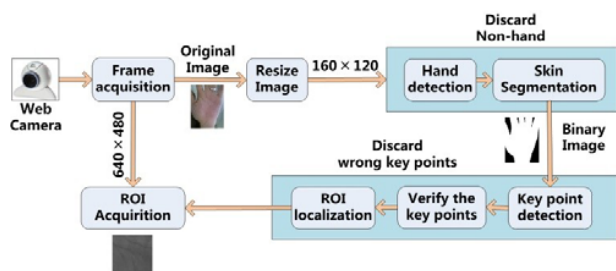 Discard
Non-hand
Original
Image
160×120
Frame
acquisition
Resize
Image
Hand
detection
Skin
Segmentation
Web
Camera
640×480
Binary
Image
Discard
wrong key points
ROI
Acquirition
ROI
localization
Verify the
key points
Key point
detection